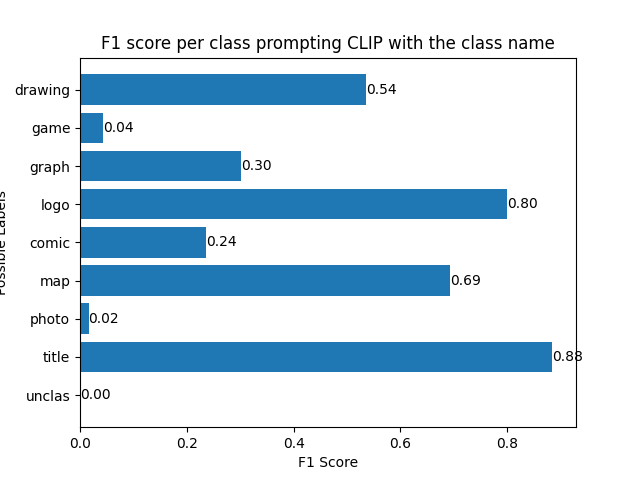 F1 score per class prompting CLIP with the class name
Possible Labels
drawing 0.54
game 0.04
graph 0.30
logo 0.80
comic 0.24
map 0.69
photo 0.02
title 0.88
unclas 0.00
0.0 0.2 0.4 0.6 0.8
F1 Score